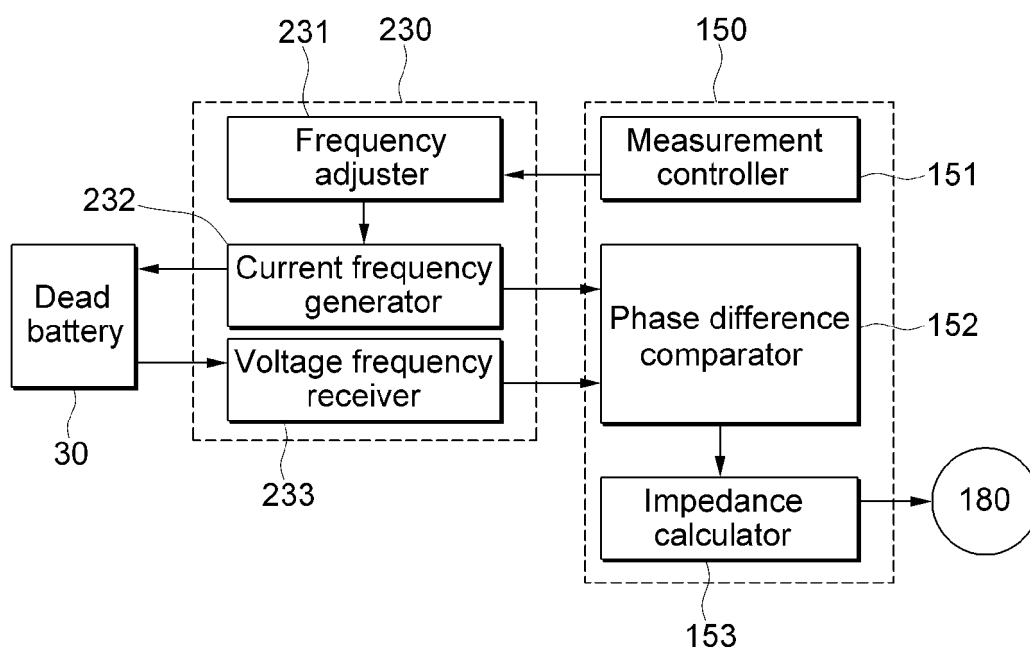 231
230
150
Frequency
adjuster
Measurement
controller
151
232
Dead
battery
Current frequency
generator
Phase difference
comparator
152
Voltage frequency
receiver
30
233
Impedance
calculator
180
153